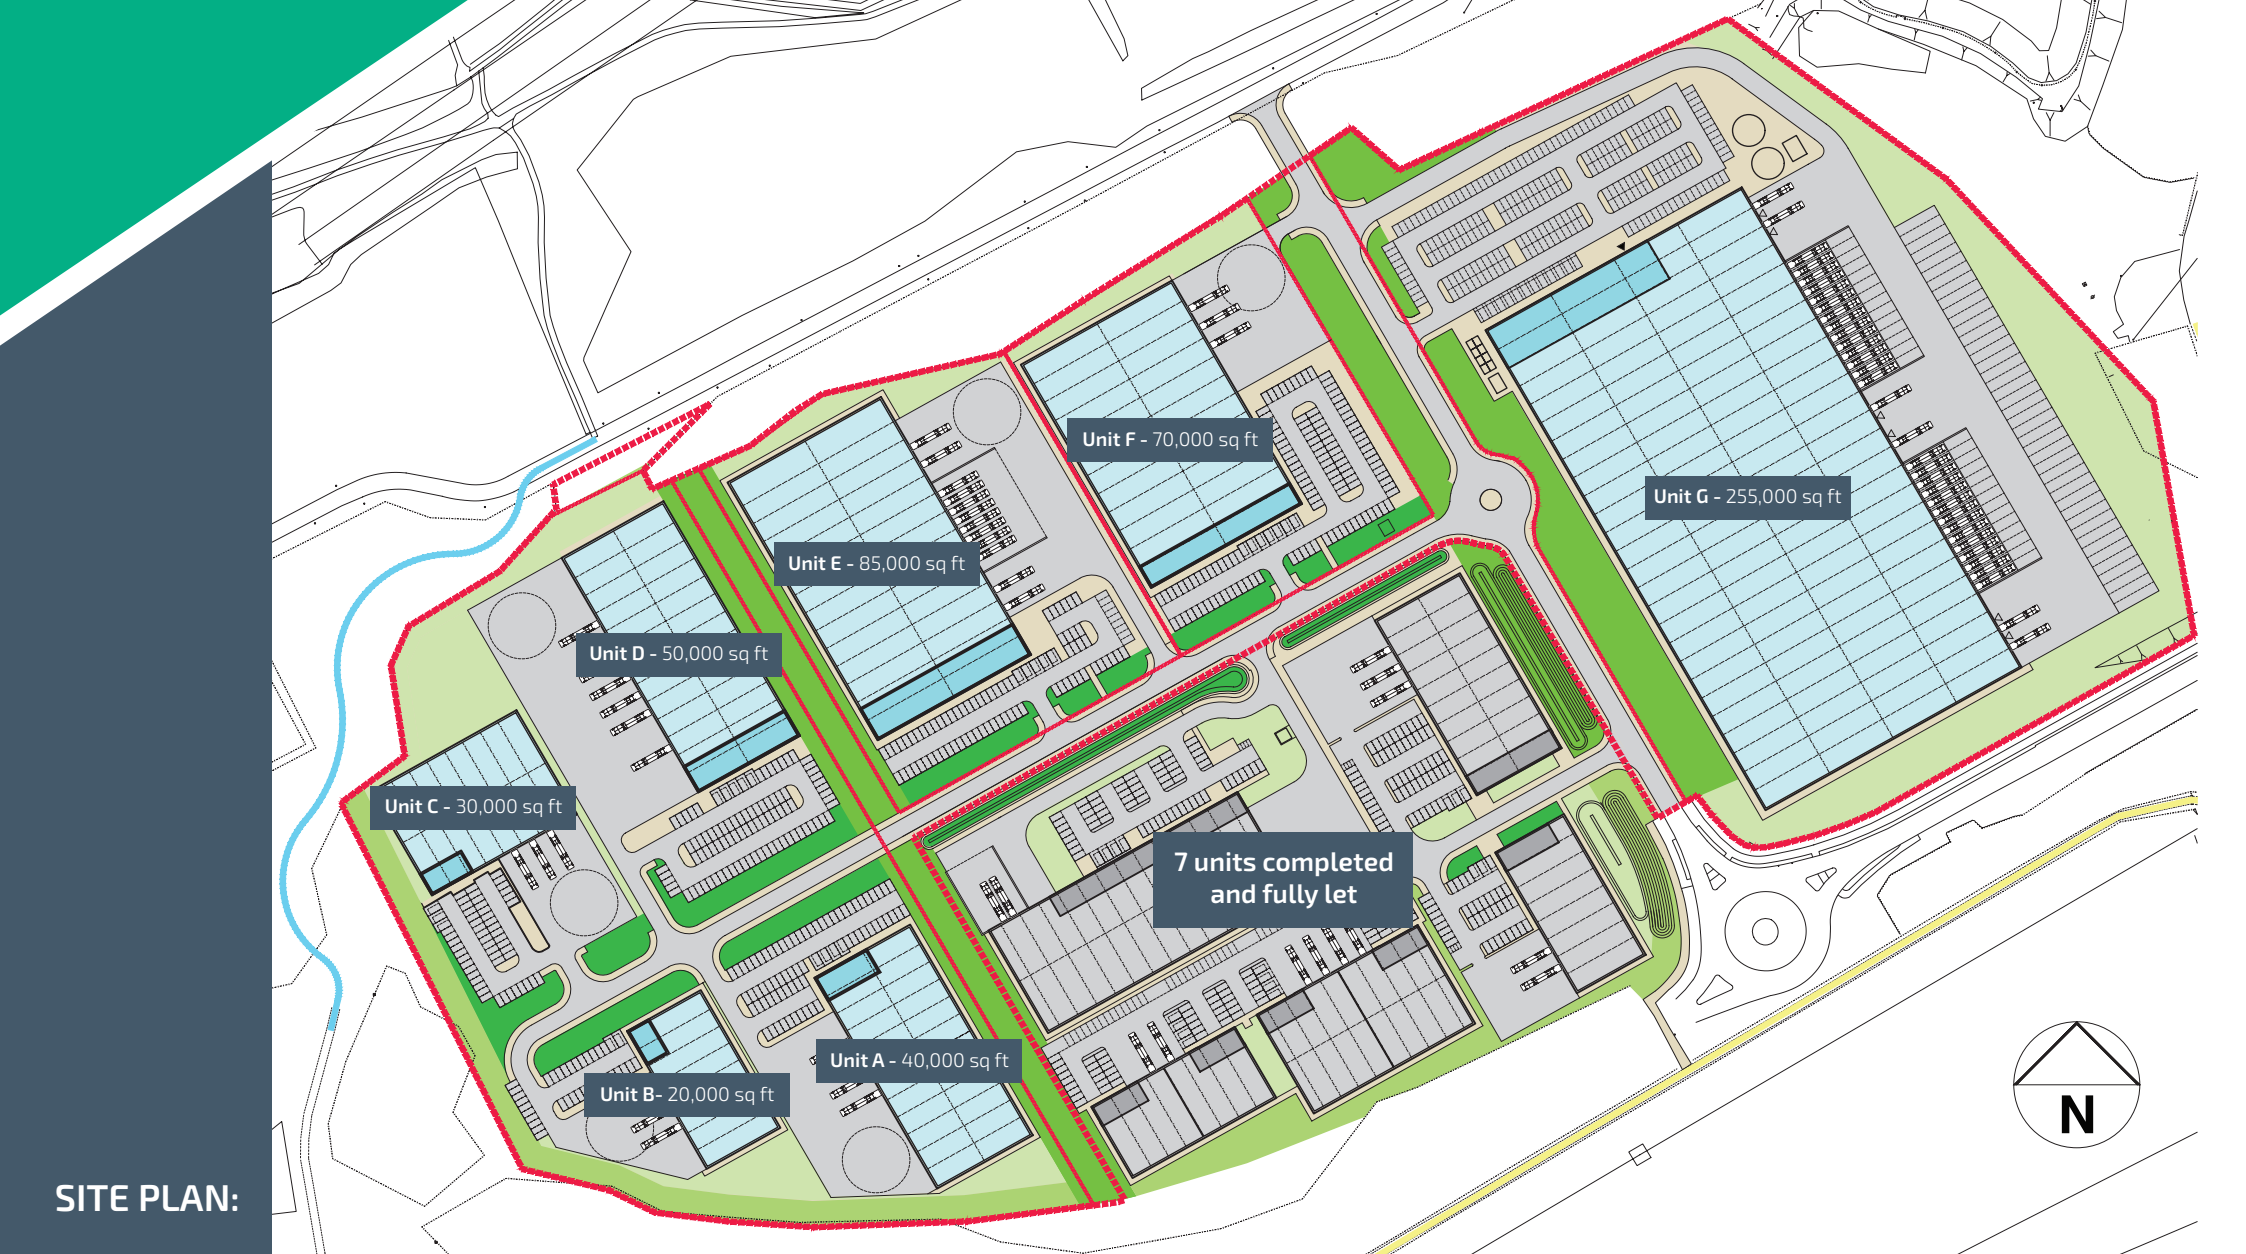 Unit F - 70,000 sq ft
Unit G - 255,000 sq ft
Unit E - 85,000 sq ft
Unit D - 50,000 sq ft
Unit C - 30,000 sq ft
7 units completed
and fully let
Unit A - 40,000 sq ft
Unit B- 20,000 sq ft
N
SITE PLAN: